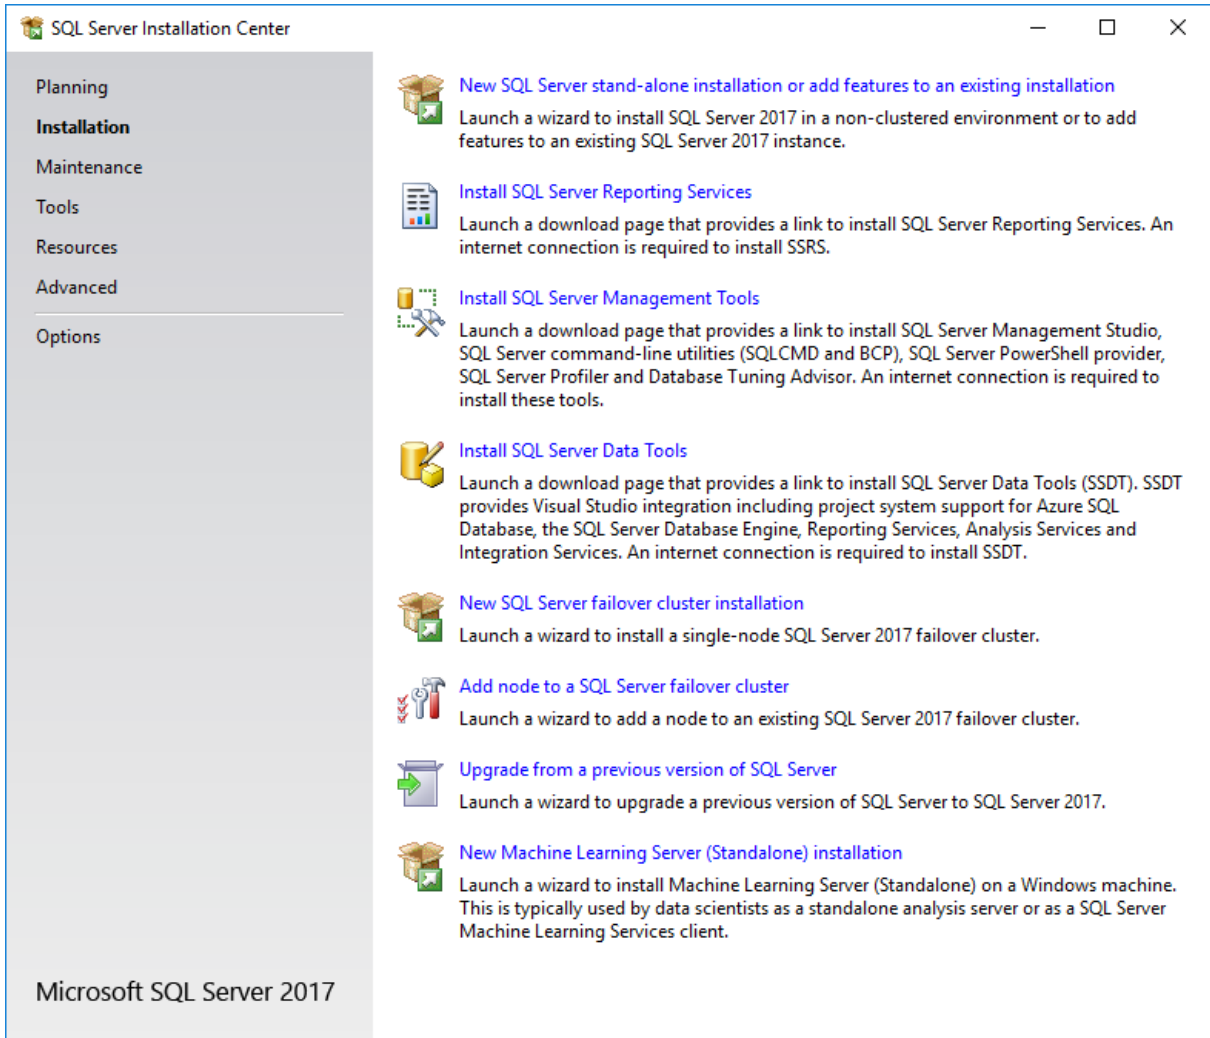 SQL Server Installation Center
Planning
Installation
Maintenance
Tools
Resources
Advanced
Options
Microsoft SQL Server 2017
New SQL Server stand-alone installation or add features to an existing installation
Launch a wizard to install SQL Server 2017 in a non-clustered environment or to add
features to an existing SQL Server 2017 instance.
Install SQL Server Reporting Services
Launch a download page that provides a link to install SQL Server Reporting Services. An
internet connection is required to install SSRS.
Install SQL Server Management Tools
Launch a download page that provides a link to install SQL Server Management Studio,
SQL Server command-line utilities (SQLCMD and BCP), SQL Server PowerShell provider,
SQL Server Profiler and Database Tuning Advisor. An internet connection is required to
install these tools.
Install SQL Server Data Tools
Launch a download page that provides a link to install SQL Server Data Tools (SSDT). SSDT
provides Visual Studio integration including project system support for Azure SQL
Database, the SQL Server Database Engine, Reporting Services, Analysis Services and
Integration Services. An internet connection is required to install SSDT.
New SQL Server failover cluster installation
Launch a wizard to install a single-node SQL Server 2017 failover cluster.
Add node to a SQL Server failover cluster
Launch a wizard to add a node to an existing SQL Server 2017 failover cluster.
Upgrade from a previous version of SQL Server
Launch a wizard to upgrade a previous version of SQL Server to SQL Server 2017.
New Machine Learning Server (Standalone) installation
Launch a wizard to install Machine Learning Server (Standalone) on a Windows machine.
This is typically used by data scientists as a standalone analysis server or as a SQL Server
Machine Learning Services client.